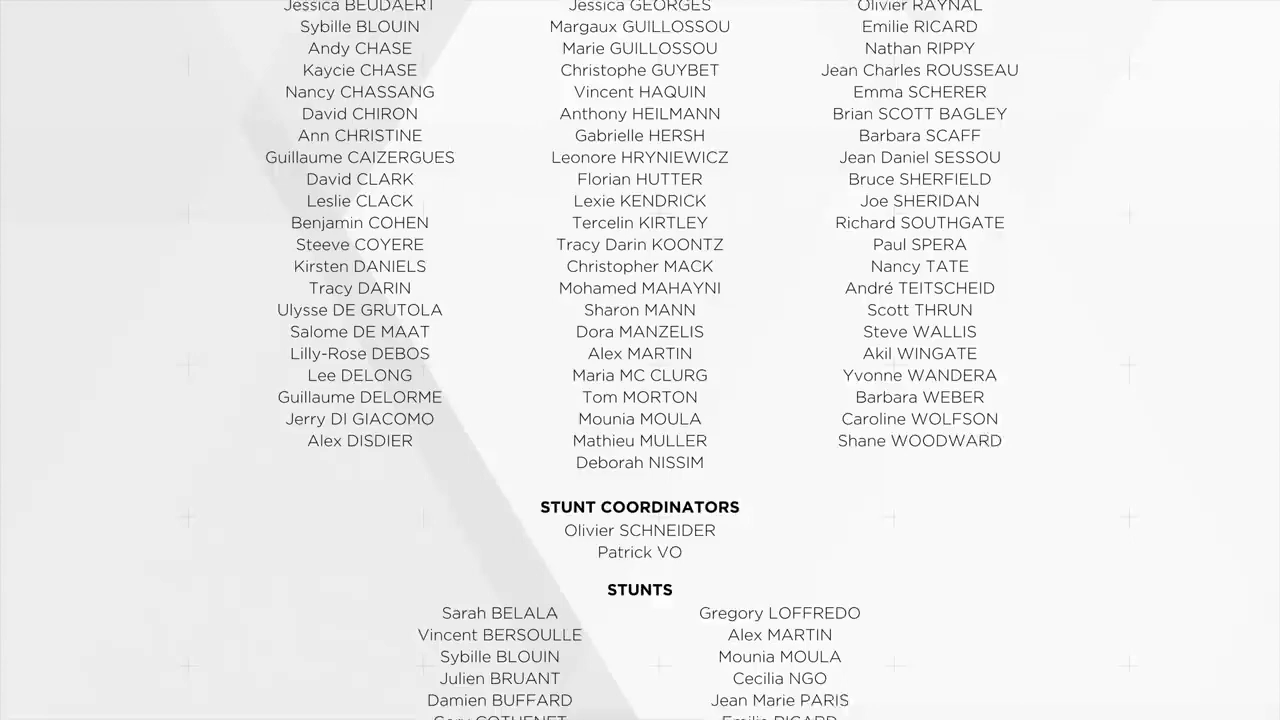 Jessica BEUDAERT
Sybille BLOUIN
Andy CHASE
Kaycie CHASE
Nancy CHASSANG
David CHIRON
Ann CHRISTINE
Guillaume CAIZERGUES
David CLARK
Leslie CLACK
Benjamin COHEN
Steeve COYERE
Kirsten DANIELS
Tracy DARIN
Ulysse DE GRUTOLA
Salome DE MAAT
Lilly-Rose DEBOS
Lee DELONG
Guillaume DELORME
Jerry DI GIACOMO
Alex DISDIER
Jessica GEORGES
Margaux GUILLOSSOU
Marie GUILLOSSOU
Christophe GUYBET
Vincent HAQUIN
Anthony HEILMANN
Gabrielle HERSH
Leonore HRYNIEWICZ
Florian HUTTER
Lexie KENDRICK
Tercelin KIRTLEY
Tracy Darin KOONTZ
Christopher MACK
Mohamed MAHAYNI
Sharon MANN
Dora MANZELIS
Alex MARTIN
Maria MC CLURG
Tom MORTON
Mounia MOULA
Mathieu MULLER
Deborah NISSIM
Olivier RAYNAL
Emilie RICARD
Nathan RIPPY
Jean Charles ROUSSEAU
Emma SCHERER
Brian SCOTT BAGLEY
Barbara SCAFF
Jean Daniel SESSOU
Bruce SHERFIELD
Joe SHERIDAN
Richard SOUTHGATE
Paul SPERA
Nancy TATE
André TEITSCHEID
Scott THRUN
Steve WALLIS
Akil WINGATE
Yvonne WANDERA
Barbara WEBER
Caroline WOLFSON
Shane WOODWARD
STUNT COORDINATORS
Olivier SCHNEIDER
Patrick VO
STUNTS
Sarah BELALA
Vincent BERSOULLE
Sybille BLOUIN
Julien BRUANT
Damien BUFFARD
Gregory LOFFREDO
Alex MARTIN
Mounia MOULA
Cecilia NGO
Jean Marie PARIS
Emilie RICARD